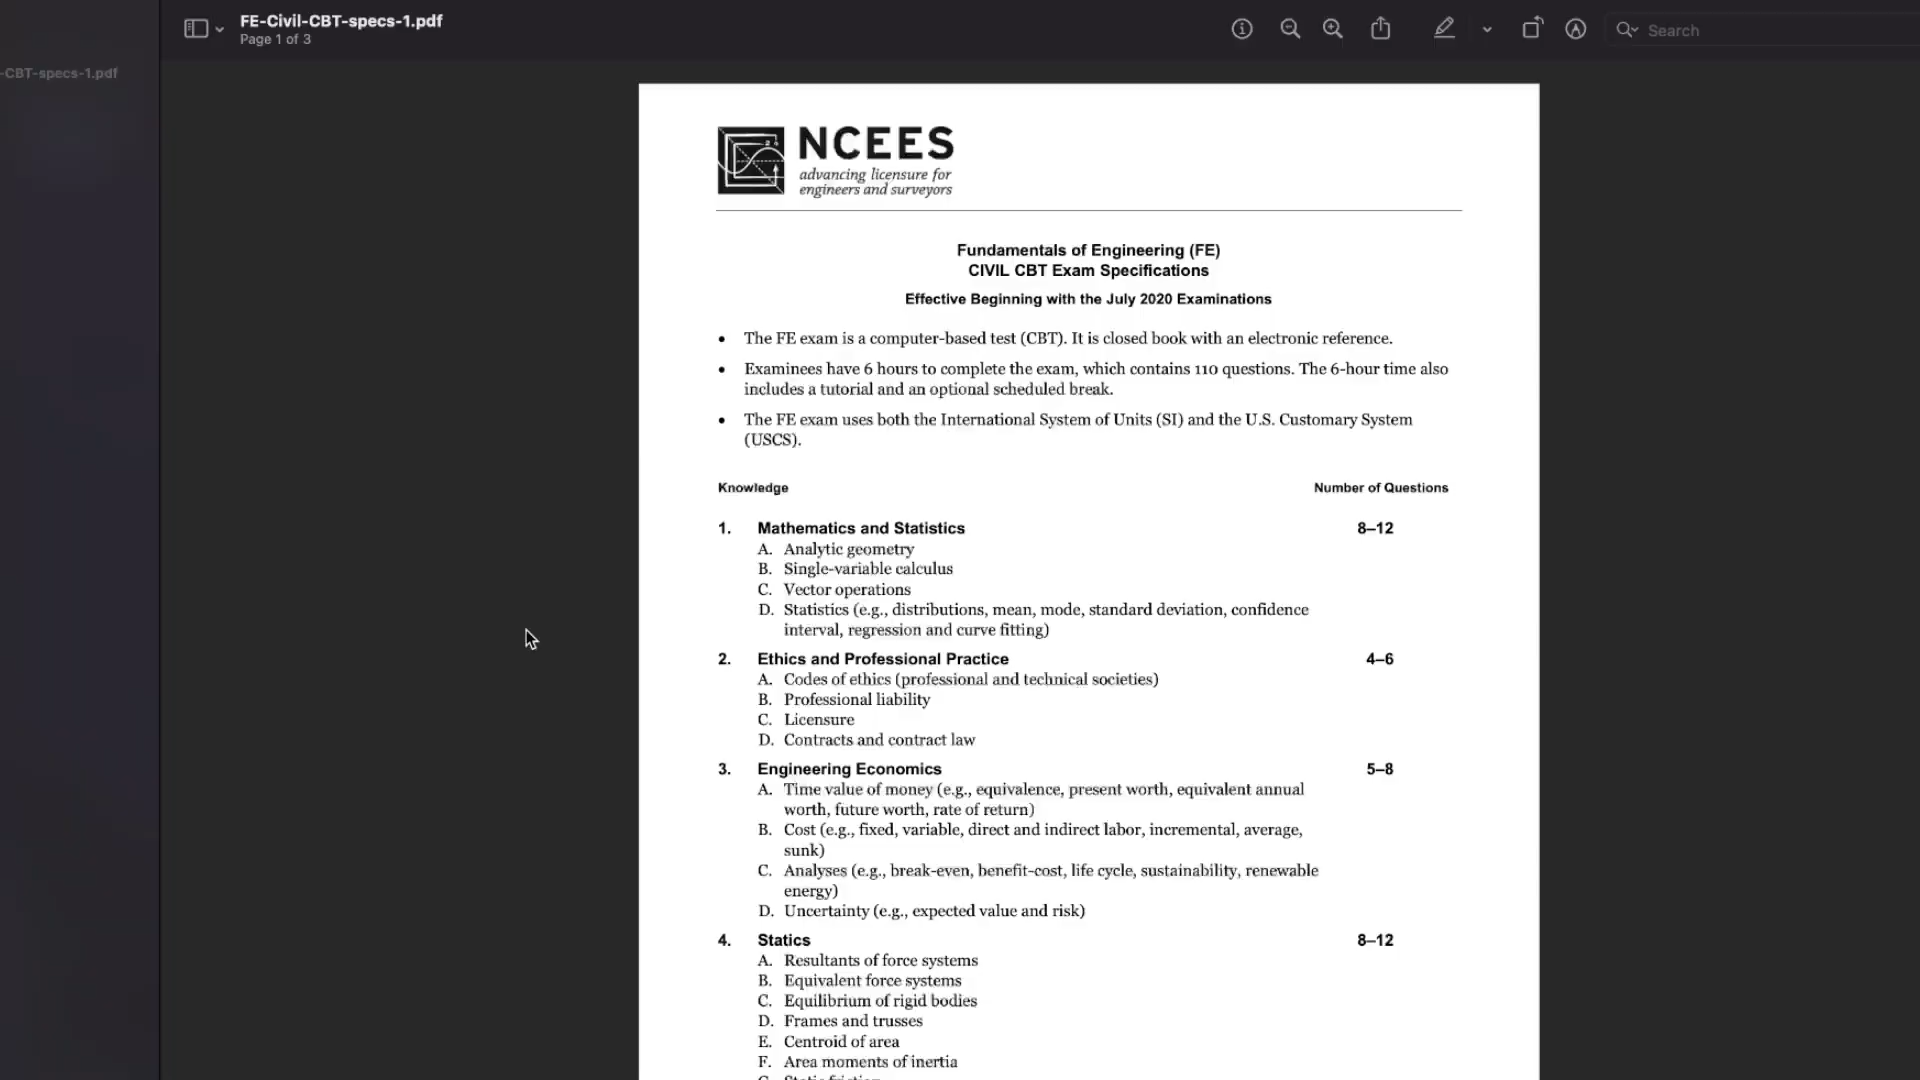 FE-Civil-CBT-specs-1.pdf
Page 1 of 3
Search
-CBT-specs-1.pdf
NCEES
advancing licensure for
engineers and surveyors
Fundamentals of Engineering (FE)
CIVIL CBT Exam Specifications
Effective Beginning with the July 2020 Examinations
• The FE exam is a computer-based test (CBT). It is closed book with an electronic reference.
• Examinees have 6 hours to complete the exam, which contains 110 questions. The 6-hour time also
includes a tutorial and an optional scheduled break.
• The FE exam uses both the International System of Units (SI) and the U.S. Customary System
(USCS).
Knowledge Number of Questions
1. Mathematics and Statistics 8–12
A. Analytic geometry
B. Single-variable calculus
C. Vector operations
D. Statistics (e.g., distributions, mean, mode, standard deviation, confidence
interval, regression and curve fitting)
2. Ethics and Professional Practice 4–6
A. Codes of ethics (professional and technical societies)
B. Professional liability
C. Licensure
D. Contracts and contract law
3. Engineering Economics 5–8
A. Time value of money (e.g., equivalence, present worth, equivalent annual
worth, future worth, rate of return)
B. Cost (e.g., fixed, variable, direct and indirect labor, incremental, average,
sunk)
C. Analyses (e.g., break-even, benefit-cost, life cycle, sustainability, renewable
energy)
D. Uncertainty (e.g., expected value and risk)
4. Statics 8–12
A. Resultants of force systems
B. Equivalent force systems
C. Equilibrium of rigid bodies
D. Frames and trusses
E. Centroid of area
F. Area moments of inertia